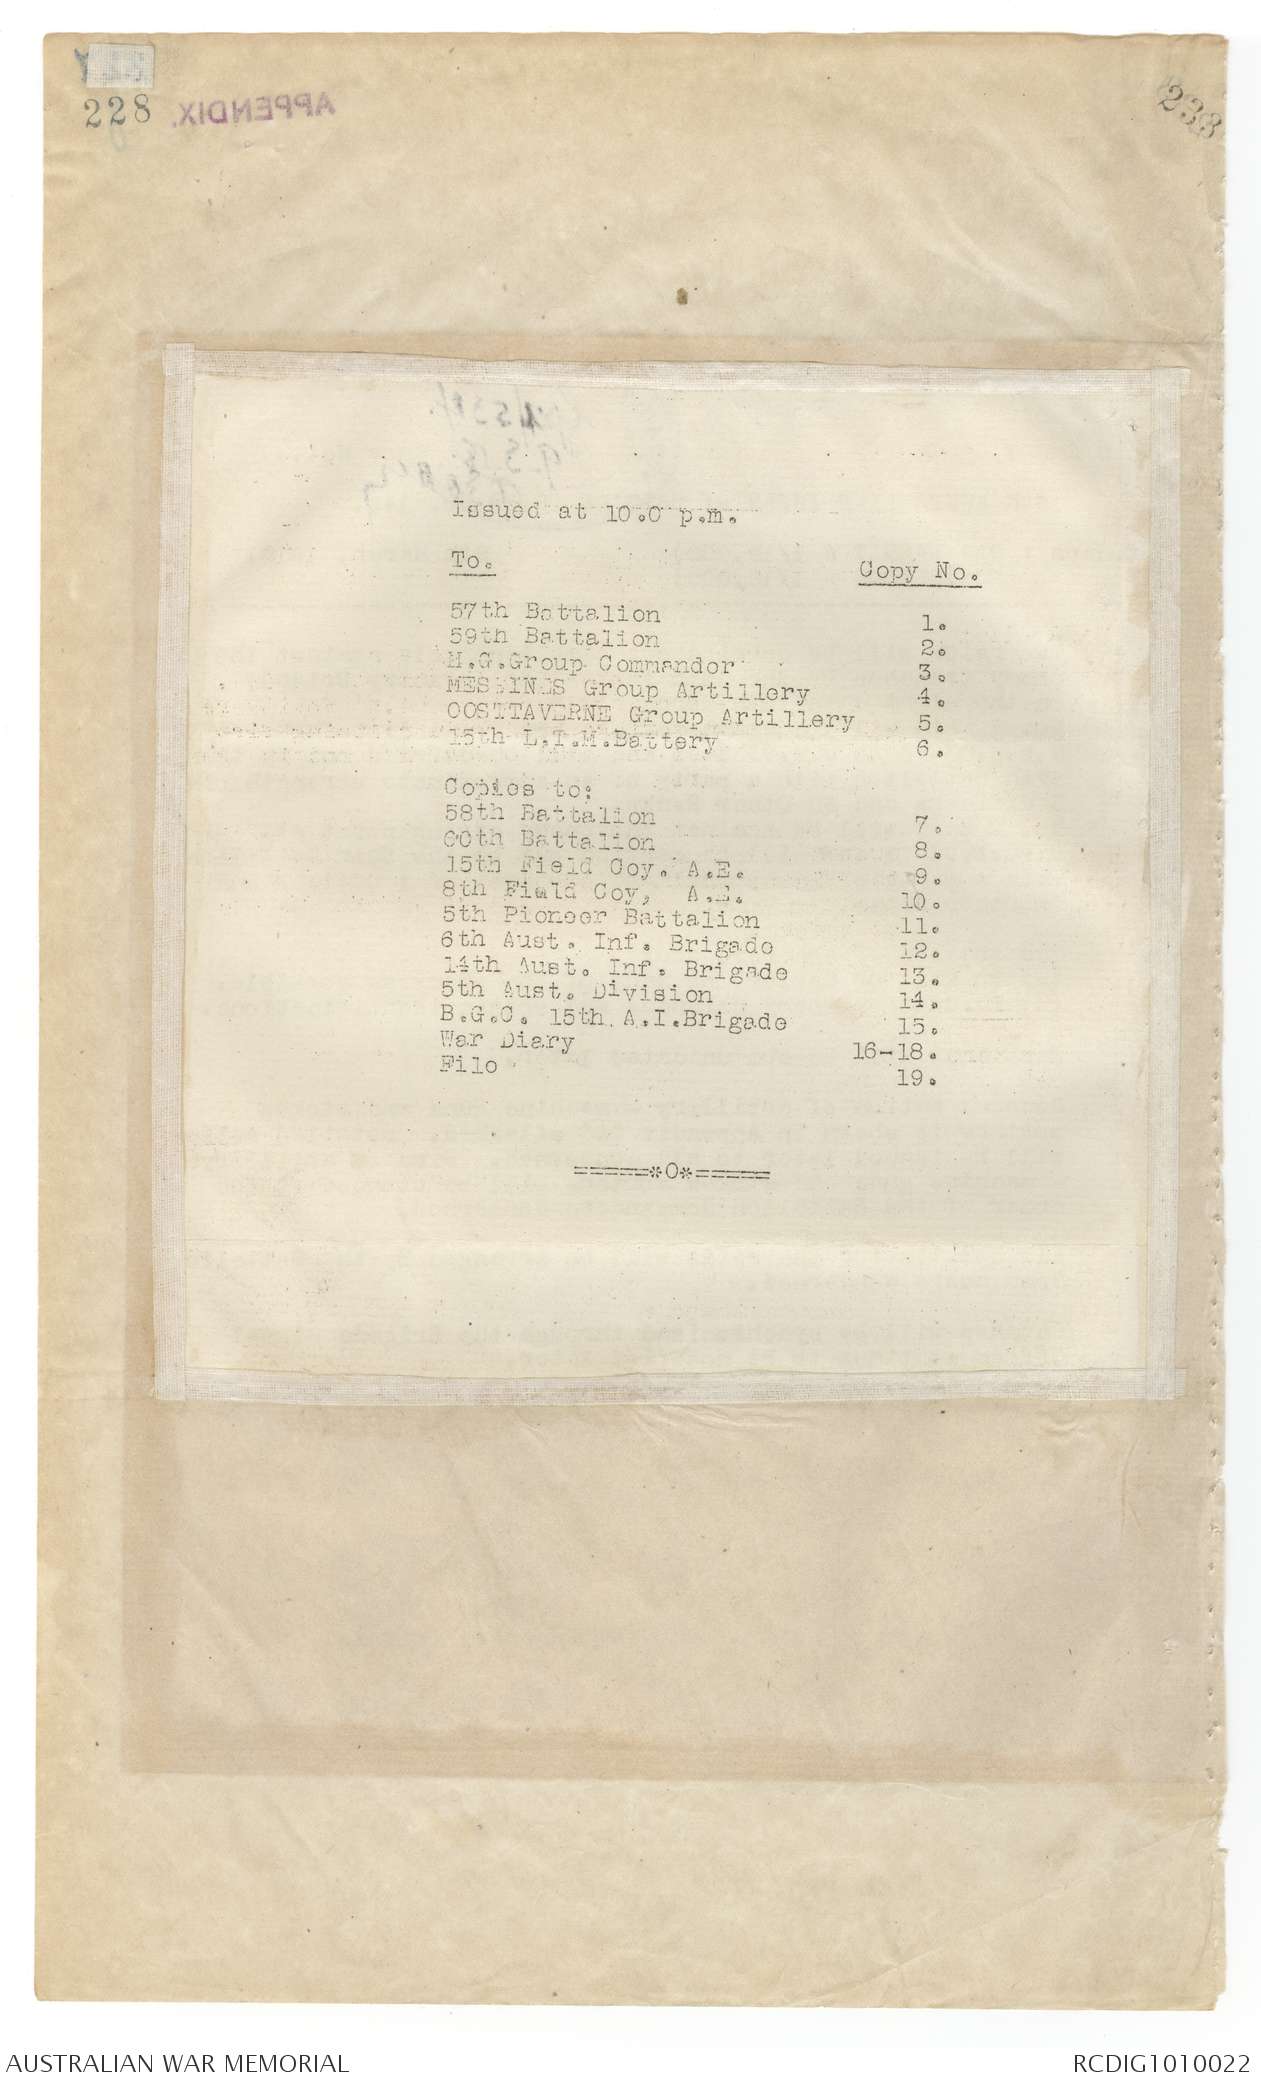 228
APPENDIX.
233
Issued at 10.0 p.m.
To. Copy No.
57th Battalion 1.
59th Battalion 2.
M.G.Group Commander 3.
MESSINES Group Artillery 4.
OOSTTAVERNE Group Artillery 5.
15th L.T.M.Battery 6.
Copies to:
58th Battalion 7.
60th Battalion 8.
15th Field Coy. A.E. 9.
8th Field Coy, A.E. 10.
5th Pioneer Battalion 11.
6th Aust. Inf. Brigade 12.
14th Aust. Inf. Brigade 13.
5th Aust. Division 14.
B.G.C. 15th A.I.Brigade 15.
War Diary 16-18.
File 19.
=====*O*=====
AUSTRALIAN WAR MEMORIAL
RCDIG1010022